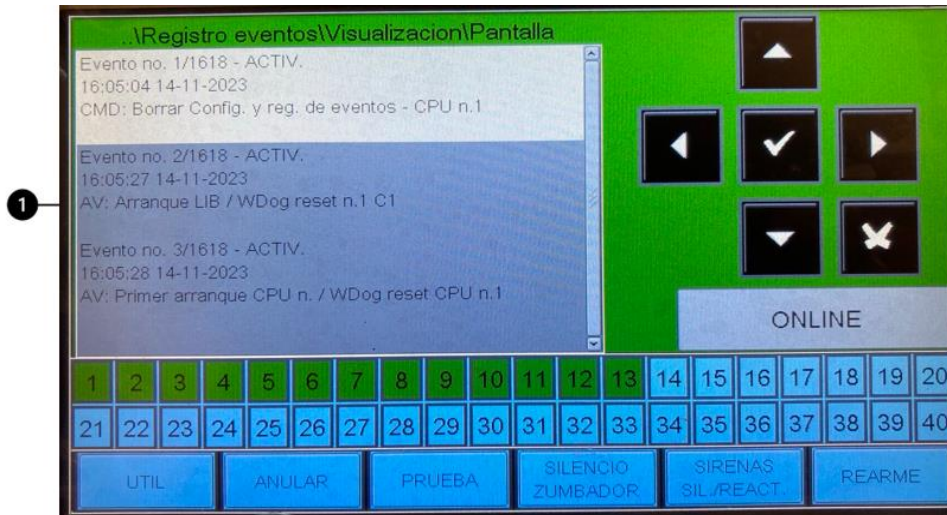 ..\Registro eventos\Visualizacion\Pantalla
Evento no. 1/1618 - ACTIV.
16:05:04 14-11-2023
CMD: Borrar Config. y reg. de eventos - CPU n.1
Evento no. 2/1618 - ACTIV.
16:05:27 14-11-2023
AV: Arranque LIB / WDog reset n.1 C1
Evento no. 3/1618 - ACTIV.
16:05:28 14-11-2023
AV: Primer arranque CPU n. / WDog reset CPU n.1
1
ONLINE
1 2 3 4 5 6 7 8 9 10 11 12 13 14 15 16 17 18 19 20
21 22 23 24 25 26 27 28 29 30 31 32 33 34 35 36 37 38 39 40
UTIL ANULAR PRUEBA SILENCIO ZUMBADOR SIRENAS SIL./REACT. REARME